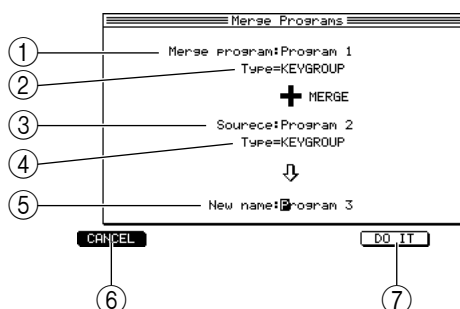 Merge Programs
① Merge program:Program 1
② Type=KEYGROUP
MERGE
③ Sourece:Program 2
④ Type=KEYGROUP
⑤ New name:Program 3
CANCEL DO IT
⑥ ⑦